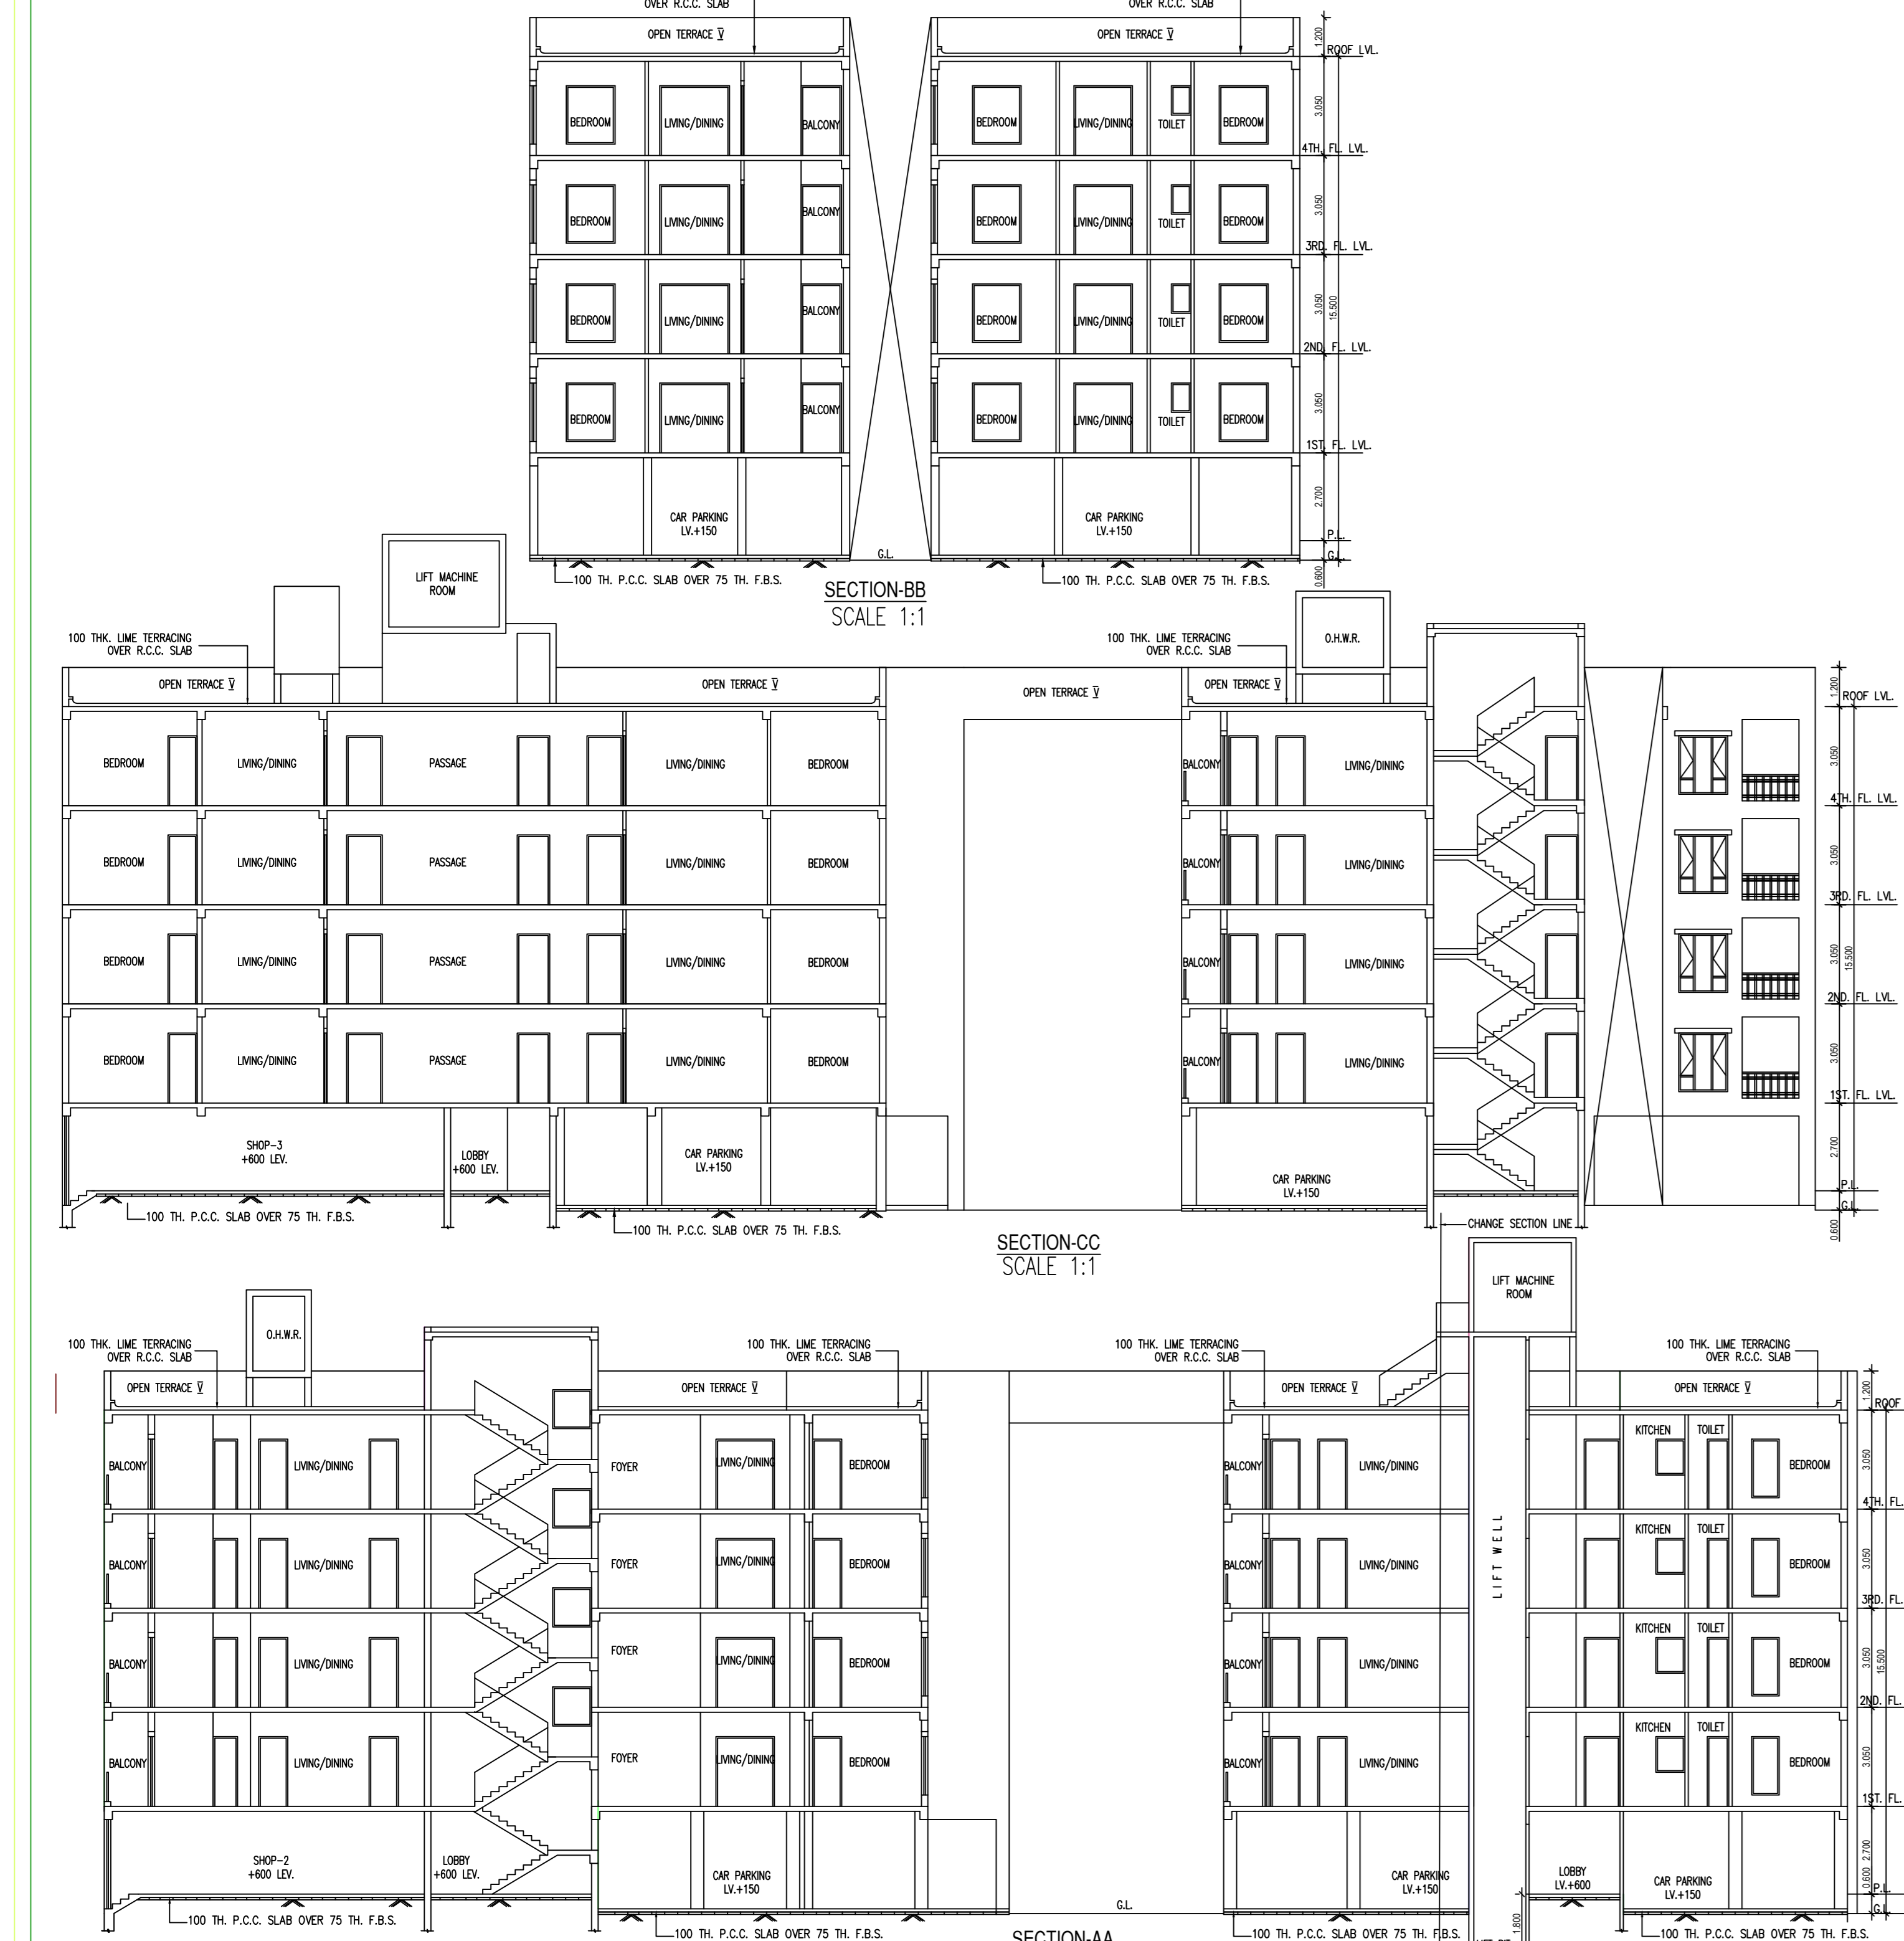 OVER R.C.C. SLAB
OVER R.C.C. SLAB
OPEN TERRACE V
OPEN TERRACE V
1.200
ROOF LVL.
BEDROOM
LIVING/DINING
BALCONY
BEDROOM
LIVING/DINING
TOILET
BEDROOM
3.050
4TH. FL. LVL.
BEDROOM
LIVING/DINING
BALCONY
BEDROOM
LIVING/DINING
TOILET
BEDROOM
3.050
3RD. FL. LVL.
BEDROOM
LIVING/DINING
BALCONY
BEDROOM
LIVING/DINING
TOILET
BEDROOM
3.050
15.500
2ND. FL. LVL.
BEDROOM
LIVING/DINING
BALCONY
BEDROOM
LIVING/DINING
TOILET
BEDROOM
3.050
1ST. FL. LVL.
2.700
CAR PARKING
LV.+150
CAR PARKING
LV.+150
P.L.
G.L.
G.L.
0.600
100 TH. P.C.C. SLAB OVER 75 TH. F.B.S.
100 TH. P.C.C. SLAB OVER 75 TH. F.B.S.
SECTION-BB
SCALE 1:1
LIFT MACHINE
ROOM
100 THK. LIME TERRACING
OVER R.C.C. SLAB
100 THK. LIME TERRACING
OVER R.C.C. SLAB
O.H.W.R.
OPEN TERRACE V
OPEN TERRACE V
OPEN TERRACE V
OPEN TERRACE V
1.200
ROOF LVL.
BEDROOM
LIVING/DINING
PASSAGE
LIVING/DINING
BEDROOM
BALCONY
LIVING/DINING
3.050
4TH. FL. LVL.
BEDROOM
LIVING/DINING
PASSAGE
LIVING/DINING
BEDROOM
BALCONY
LIVING/DINING
3.050
3RD. FL. LVL.
BEDROOM
LIVING/DINING
PASSAGE
LIVING/DINING
BEDROOM
BALCONY
LIVING/DINING
3.050
15.500
2ND. FL. LVL.
BEDROOM
LIVING/DINING
PASSAGE
LIVING/DINING
BEDROOM
BALCONY
LIVING/DINING
3.050
1ST. FL. LVL.
SHOP-3
+600 LEV.
LOBBY
+600 LEV.
CAR PARKING
LV.+150
CAR PARKING
LV.+150
2.700
P.L.
G.L.
0.600
100 TH. P.C.C. SLAB OVER 75 TH. F.B.S.
100 TH. P.C.C. SLAB OVER 75 TH. F.B.S.
CHANGE SECTION LINE
SECTION-CC
SCALE 1:1
LIFT MACHINE
ROOM
O.H.W.R.
100 THK. LIME TERRACING
OVER R.C.C. SLAB
100 THK. LIME TERRACING
OVER R.C.C. SLAB
100 THK. LIME TERRACING
OVER R.C.C. SLAB
100 THK. LIME TERRACING
OVER R.C.C. SLAB
OPEN TERRACE V
OPEN TERRACE V
OPEN TERRACE V
OPEN TERRACE V
1.200
ROOF
BALCONY
LIVING/DINING
FOYER
LIVING/DINING
BEDROOM
BALCONY
LIVING/DINING
KITCHEN
TOILET
BEDROOM
3.050
4TH. FL.
BALCONY
LIVING/DINING
FOYER
LIVING/DINING
BEDROOM
BALCONY
LIVING/DINING
LIFT WELL
KITCHEN
TOILET
BEDROOM
3.050
3RD. FL.
BALCONY
LIVING/DINING
FOYER
LIVING/DINING
BEDROOM
BALCONY
LIVING/DINING
KITCHEN
TOILET
BEDROOM
3.050
15.500
2ND. FL.
BALCONY
LIVING/DINING
FOYER
LIVING/DINING
BEDROOM
BALCONY
LIVING/DINING
KITCHEN
TOILET
BEDROOM
3.050
1ST. FL.
SHOP-2
+600 LEV.
LOBBY
+600 LEV.
CAR PARKING
LV.+150
CAR PARKING
LV.+150
LOBBY
LV.+600
CAR PARKING
LV.+150
2.700
0.600
P.L.
G.L.
G.L.
1.800
100 TH. P.C.C. SLAB OVER 75 TH. F.B.S.
100 TH. P.C.C. SLAB OVER 75 TH. F.B.S.
100 TH. P.C.C. SLAB OVER 75 TH. F.B.S.
100 TH. P.C.C. SLAB OVER 75 TH. F.B.S.
SECTION-AA